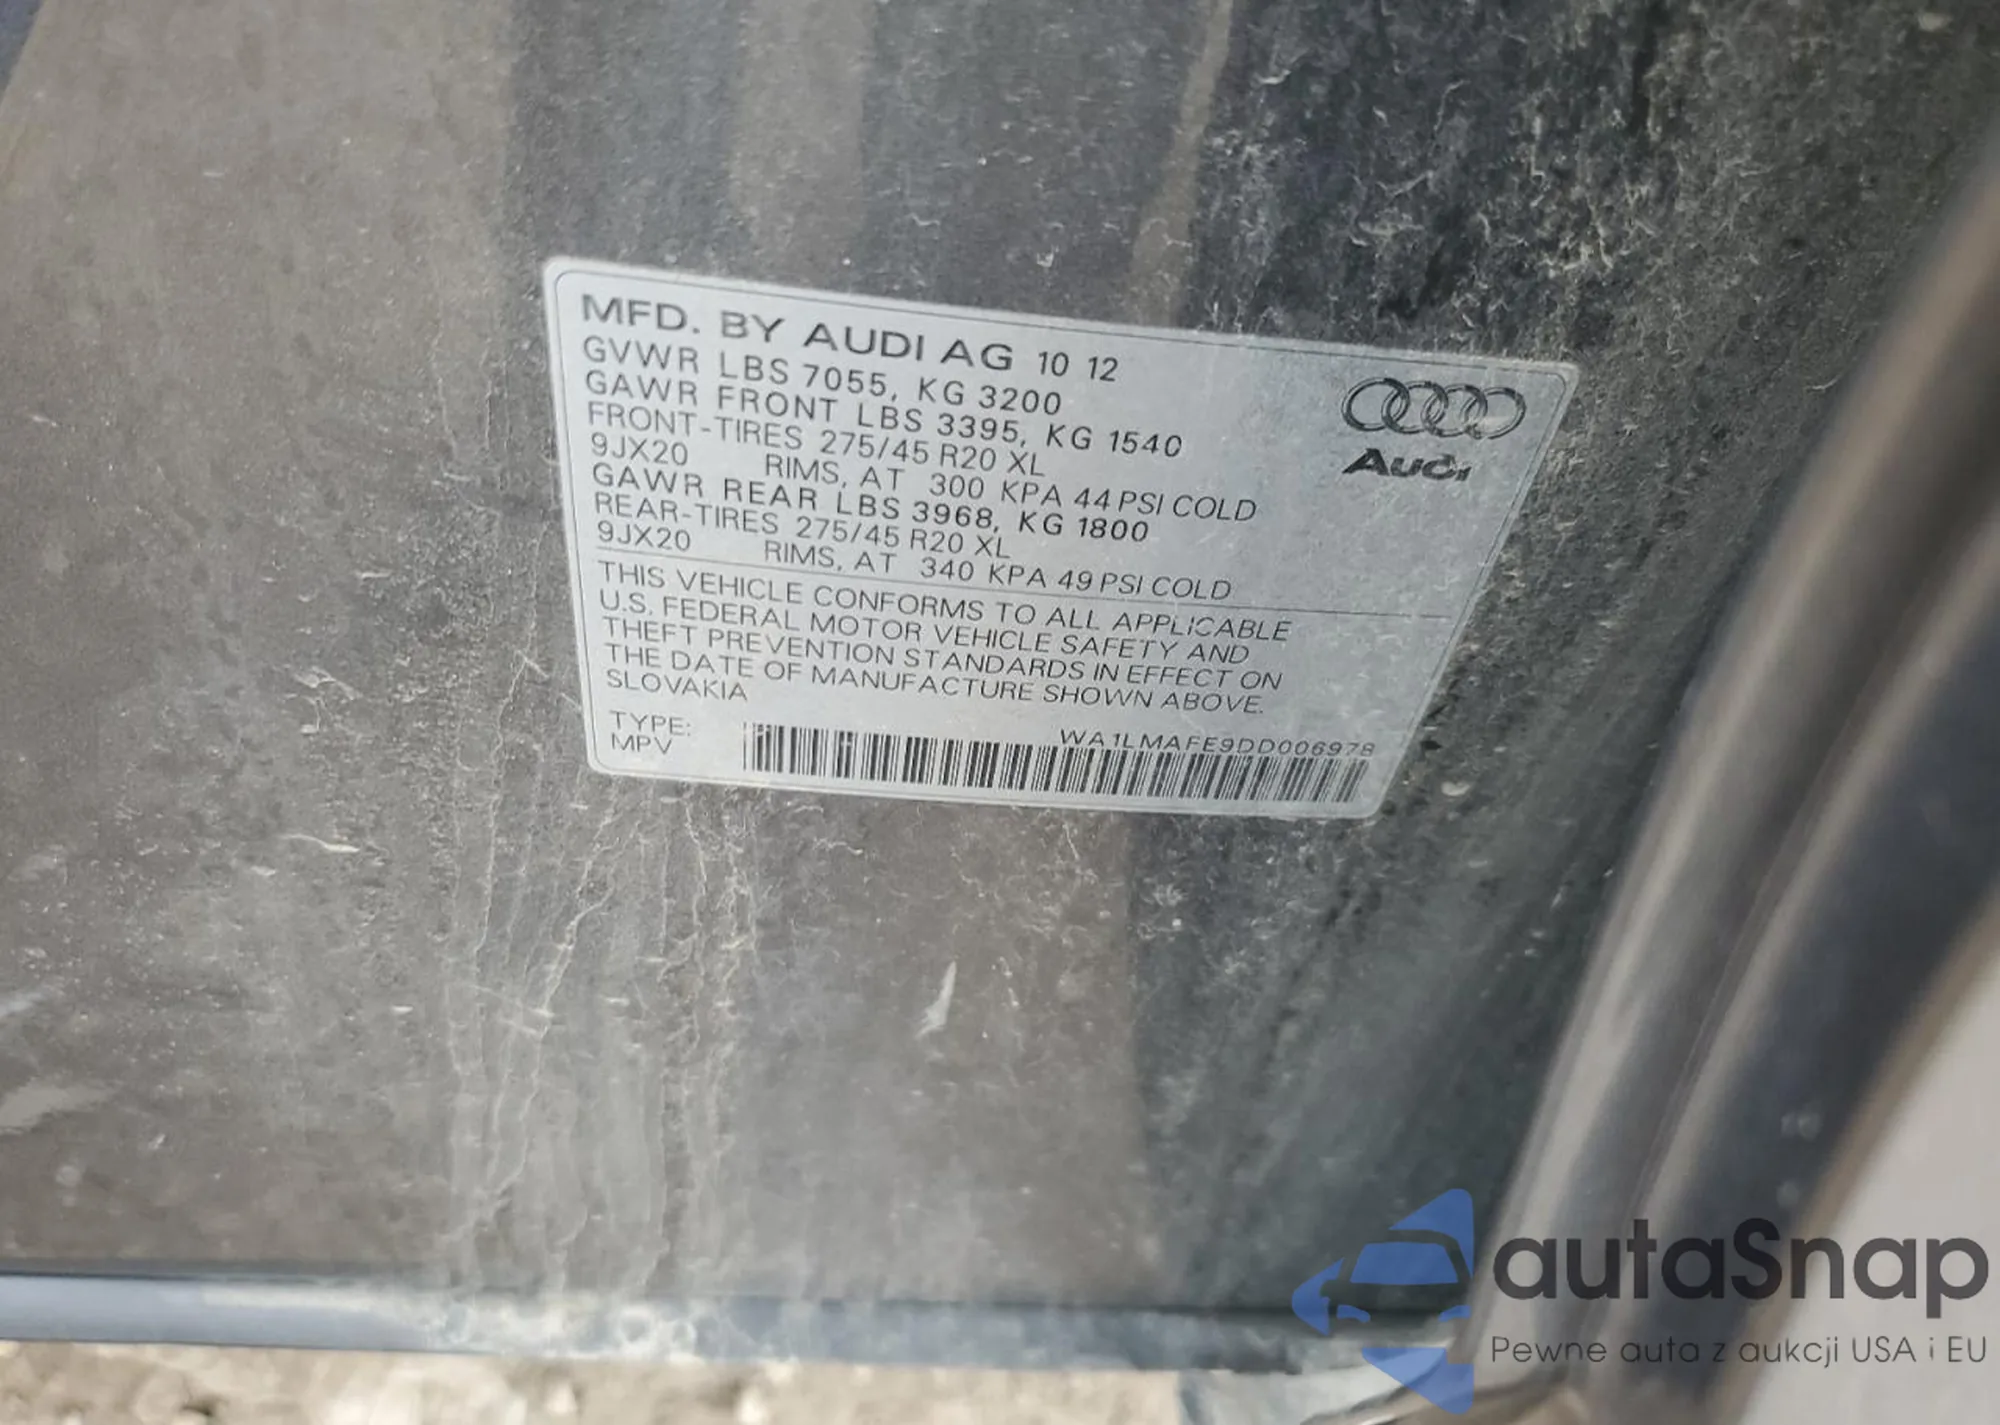 MFD. BY AUDI AG 10 12
GVWR LBS 7055, KG 3200
GAWR FRONT LBS 3395, KG 1540
FRONT-TIRES 275/45 R20 XL
9JX20 RIMS, AT 300 KPA 44 PSI COLD
GAWR REAR LBS 3968, KG 1800
REAR-TIRES 275/45 R20 XL
9JX20 RIMS, AT 340 KPA 49 PSI COLD
Audi
THIS VEHICLE CONFORMS TO ALL APPLICABLE
U.S. FEDERAL MOTOR VEHICLE SAFETY AND
THEFT PREVENTION STANDARDS IN EFFECT ON
THE DATE OF MANUFACTURE SHOWN ABOVE.
SLOVAKIA
TYPE:
MPV
WA1LMAFE9DD006978
autaSnap
Pewne auta z aukcji USA i EU